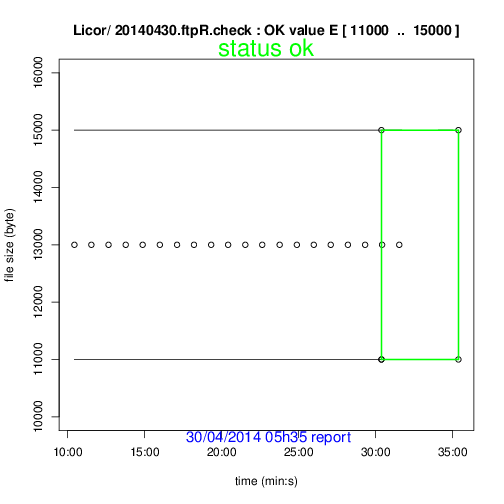 Licor/ 20140430.ftpR.check : OK value E [ 11000  ..  15000 ]
status ok
file size (byte)
16000
15000
14000
13000
12000
11000
10000
30/04/2014 05h35 report
10:00 15:00 20:00 25:00 30:00 35:00
time (min:s)